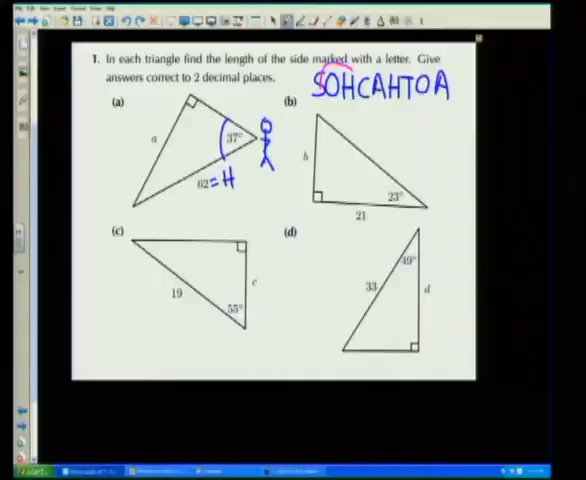 1. In each triangle find the length of the side marked with a letter. Give
answers correct to 2 decimal places.
SOHCAHTOA
(a)
a
37°
62 = H
(b)
b
23°
21
(c)
19
c
55°
(d)
33
49°
d